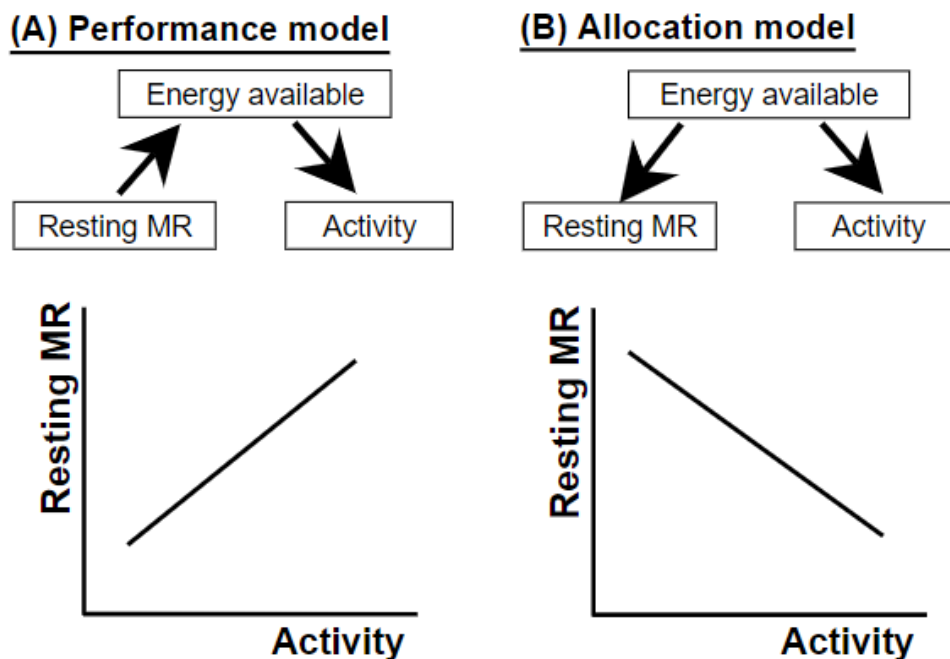 (A) Performance model
Energy available
Resting MR
Activity
Resting MR
Activity
(B) Allocation model
Energy available
Resting MR
Activity
Resting MR
Activity